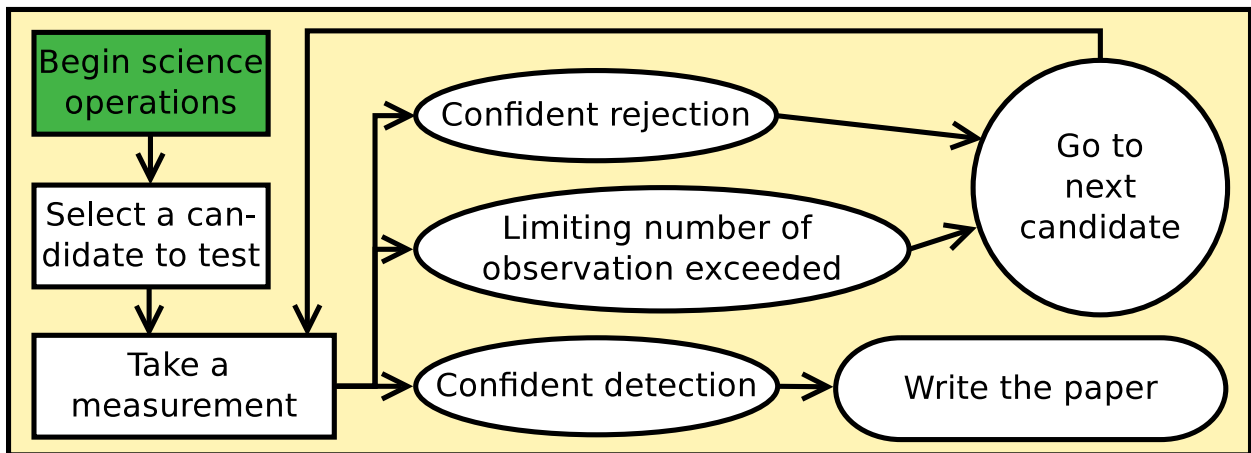 Begin science
operations
Select a can-
didate to test
Take a
measurement
Confident rejection
Limiting number of
observation exceeded
Confident detection
Go to
next
candidate
Write the paper